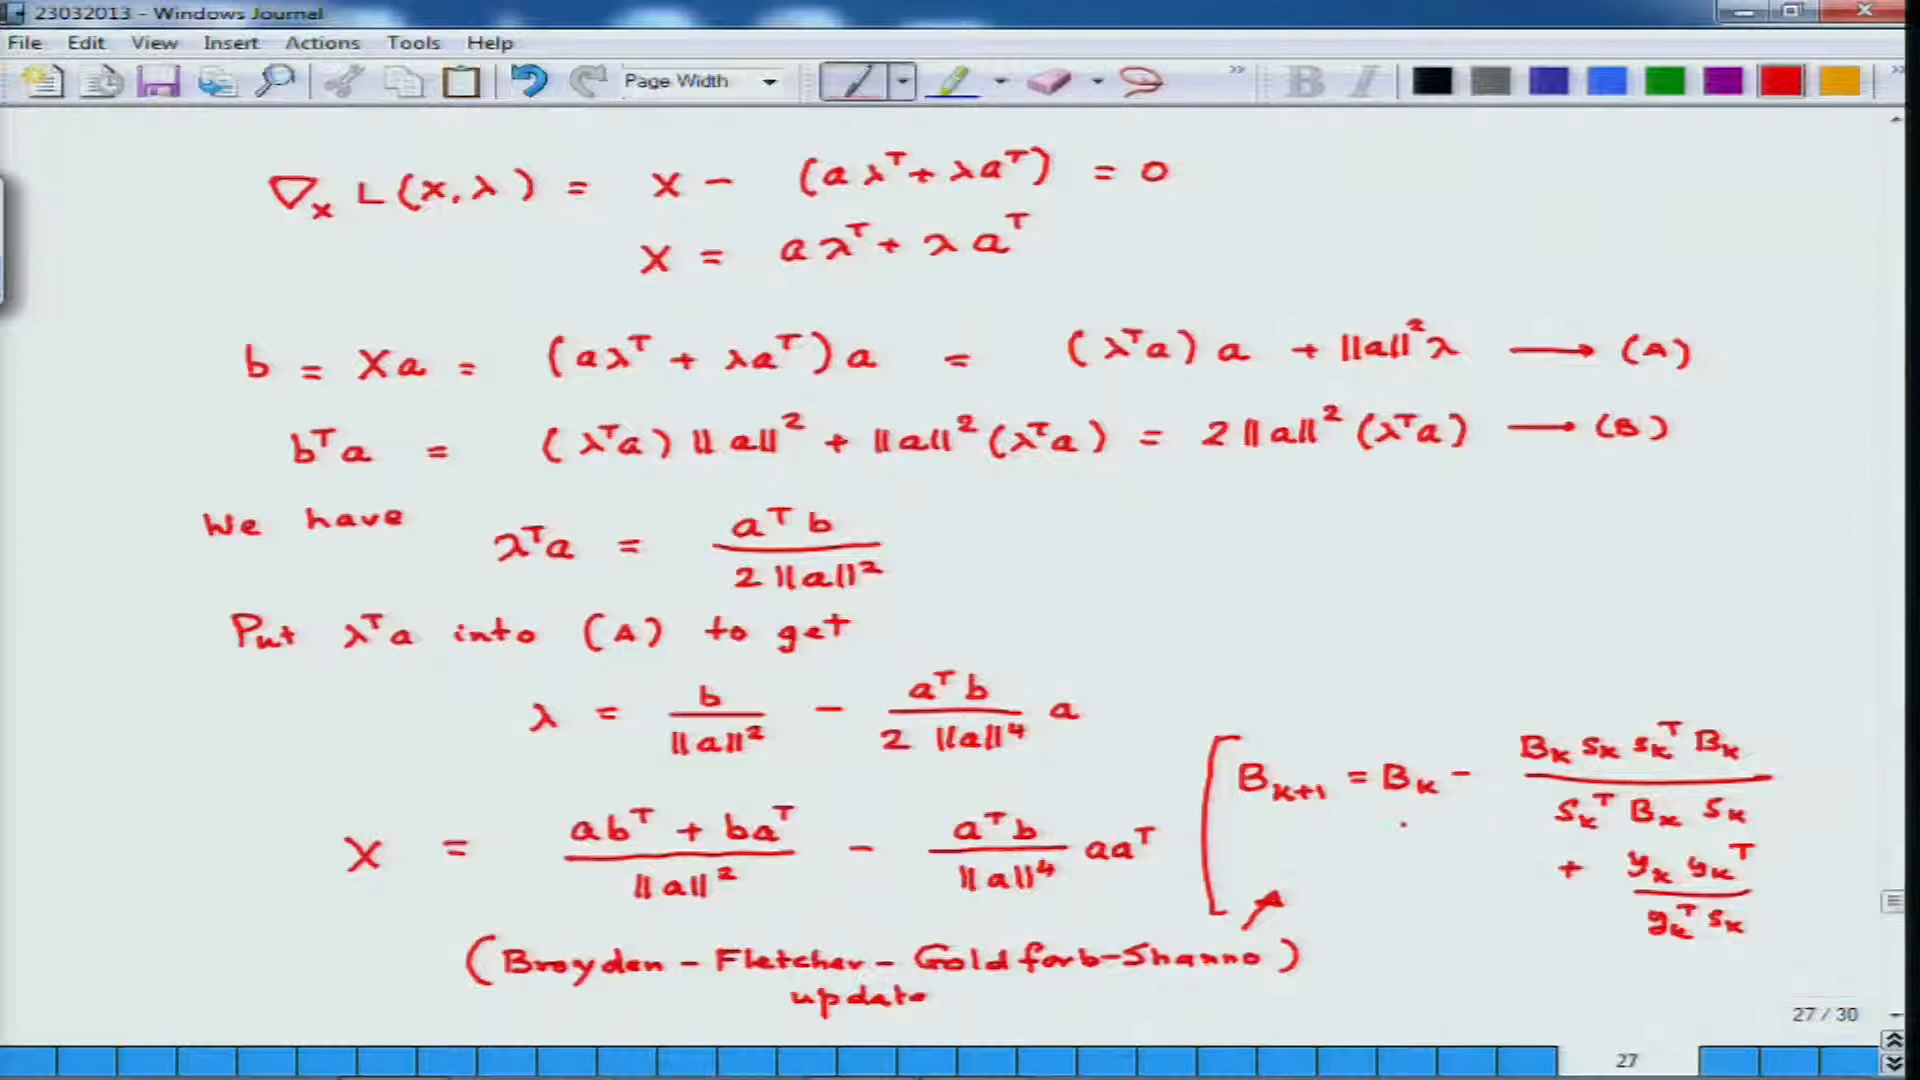 23032013 - Windows Journal
File Edit View Insert Actions Tools Help
Page Width
B I
∇ₓ L(x, λ) = X - (aλᵀ + λaᵀ) = 0
X = aλᵀ + λaᵀ
b = Xa = (aλᵀ + λaᵀ)a = (λᵀa)a + ||a||²λ → (A)
bᵀa = (λᵀa)||a||² + ||a||²(λᵀa) = 2||a||²(λᵀa) → (B)
We have λᵀa = aᵀb / 2||a||²
Put λᵀa into (A) to get
λ = b / ||a||² - aᵀb / 2||a||⁴ a
X = abᵀ + baᵀ / ||a||² - aᵀb / ||a||⁴ aaᵀ
Bₖ₊₁ = Bₖ - Bₖ sₖ sₖᵀ Bₖ / sₖᵀ Bₖ sₖ
+ yₖ yₖᵀ / yₖᵀ sₖ
(Broyden - Fletcher - Goldfarb - Shanno)
update
27 / 30
27